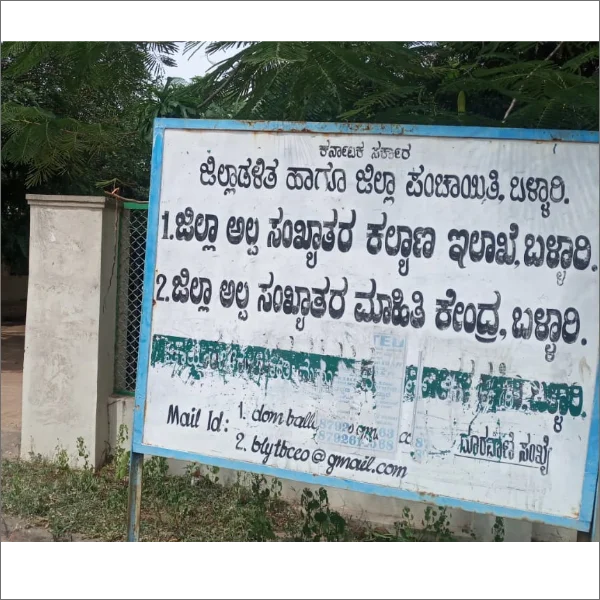 ಕರ್ನಾಟಕ ಸರ್ಕಾರ
ಜಿಲ್ಲಾಡಳಿತ ಹಾಗೂ ಜಿಲ್ಲಾ ಪಂಚಾಯಿತಿ, ಬಳ್ಳಾರಿ.
1. ಜಿಲ್ಲಾ ಅಲ್ಪ ಸಂಖ್ಯಾತರ ಕಲ್ಯಾಣ ಇಲಾಖೆ, ಬಳ್ಳಾರಿ.
2. ಜಿಲ್ಲಾ ಅಲ್ಪ ಸಂಖ್ಯಾತರ ಮಾಹಿತಿ ಕೇಂದ್ರ, ಬಳ್ಳಾರಿ.
ಬಳ್ಳಾರಿ.
Mail Id: 1.
2. blytbceo@gmail.com
ದೂರವಾಣಿ ಸಂಖ್ಯೆ